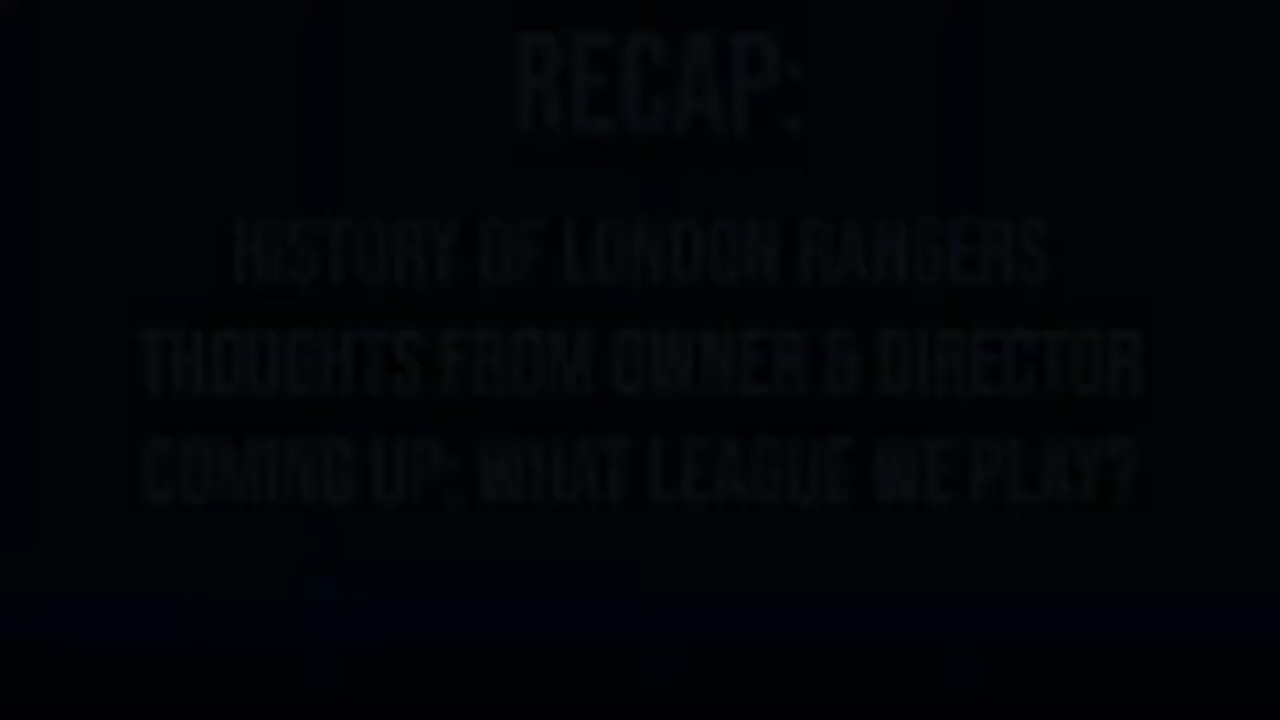 RECAP:
HISTORY OF LONDON RANGERS
THOUGHTS FROM OWNER & DIRECTOR
COMING UP: WHAT LEAGUE WE PLAY?